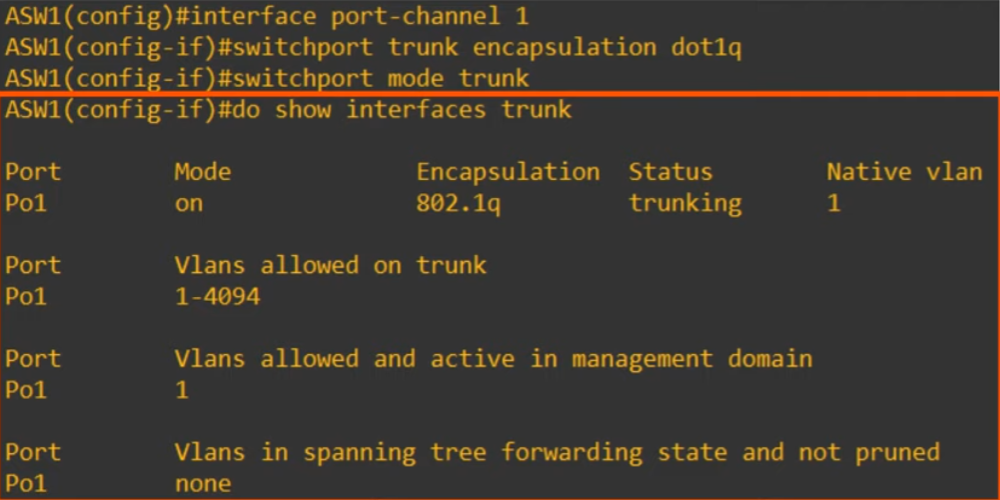 ASW1(config)#interface port-channel 1
ASW1(config-if)#switchport trunk encapsulation dot1q
ASW1(config-if)#switchport mode trunk
ASW1(config-if)#do show interfaces trunk
Port Mode Encapsulation Status Native vlan
Po1 on 802.1q trunking 1
Port Vlans allowed on trunk
Po1 1-4094
Port Vlans allowed and active in management domain
Po1 1
Port Vlans in spanning tree forwarding state and not pruned
Po1 none